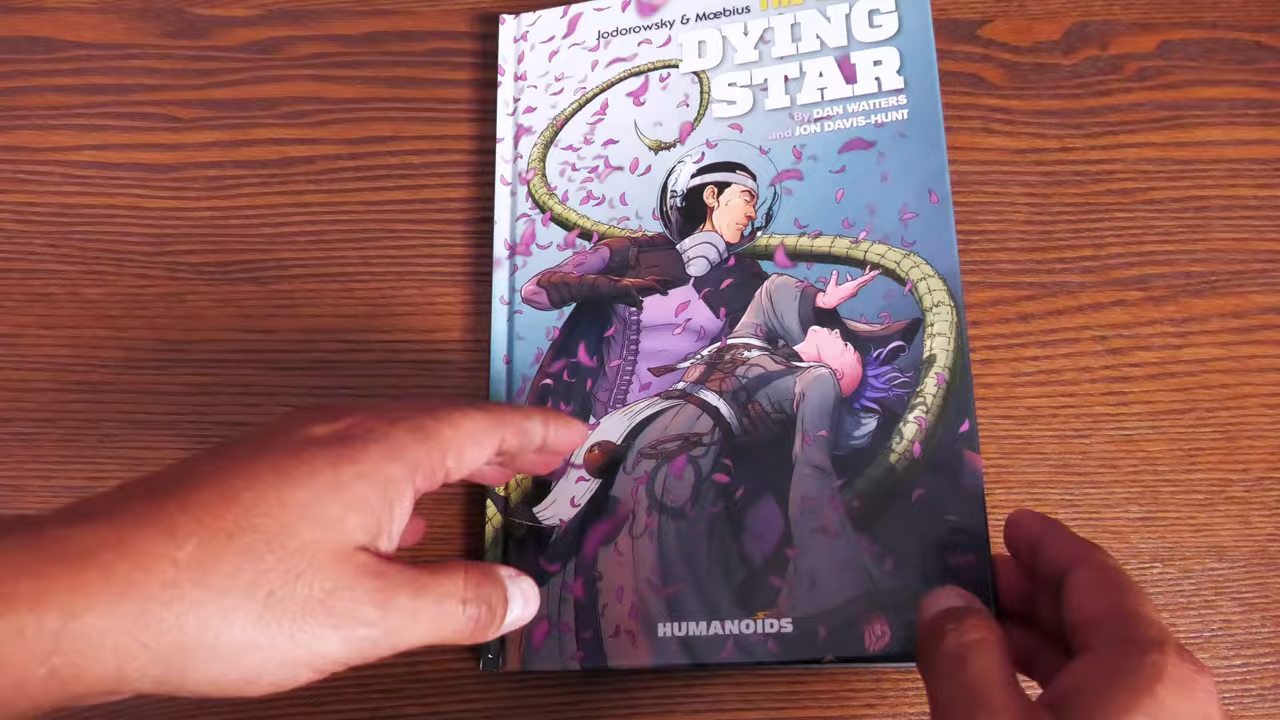 Jodorowsky & Mœbius
DYING
STAR
By DAN WATTERS
and JON DAVIS-HUNT
HUMANOIDS